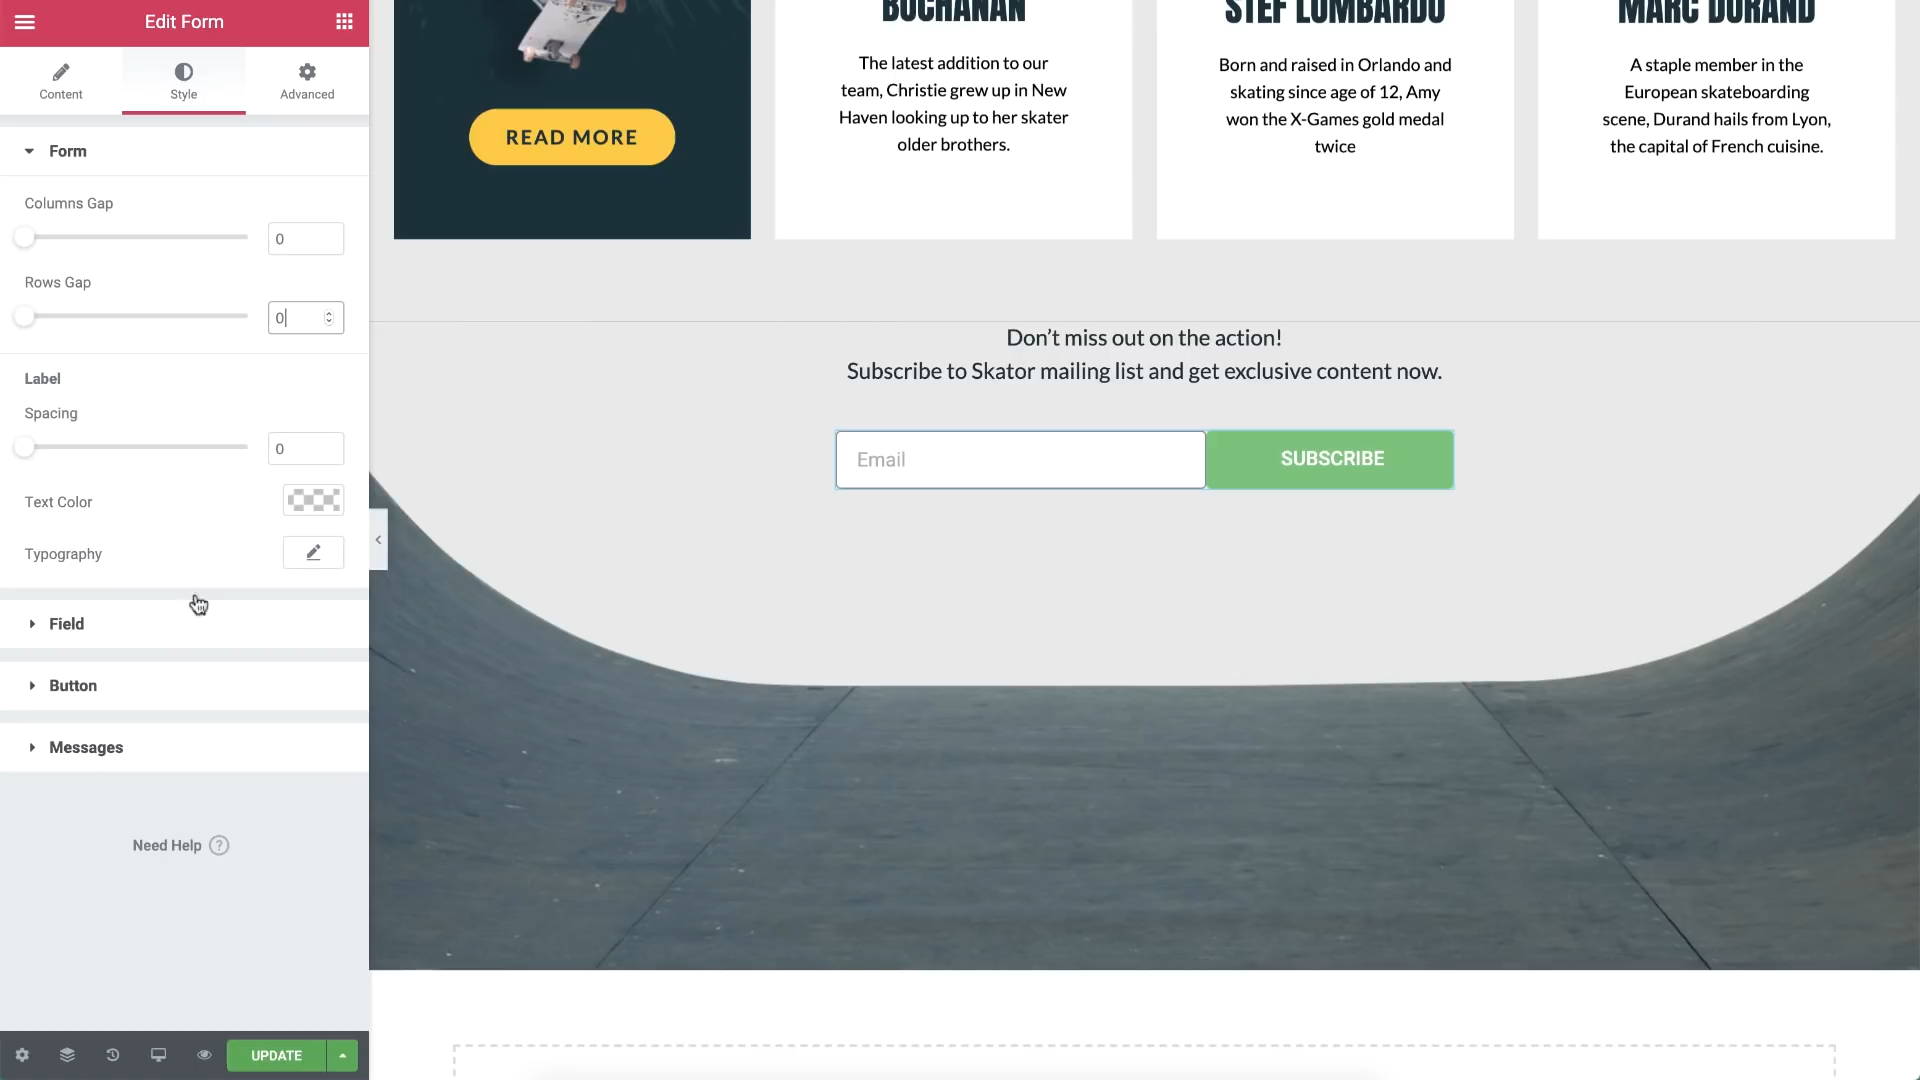 Edit Form
Content
Style
Advanced
Form
Columns Gap
0
Rows Gap
0
Label
Spacing
0
Text Color
Typography
Field
Button
Messages
Need Help ?
UPDATE
READ MORE
BUCHANAN
The latest addition to our
team, Christie grew up in New
Haven looking up to her skater
older brothers.
STEF LOMBARDO
Born and raised in Orlando and
skating since age of 12, Amy
won the X-Games gold medal
twice
MARC DURAND
A staple member in the
European skateboarding
scene, Durand hails from Lyon,
the capital of French cuisine.
Don’t miss out on the action!
Subscribe to Skator mailing list and get exclusive content now.
Email
SUBSCRIBE